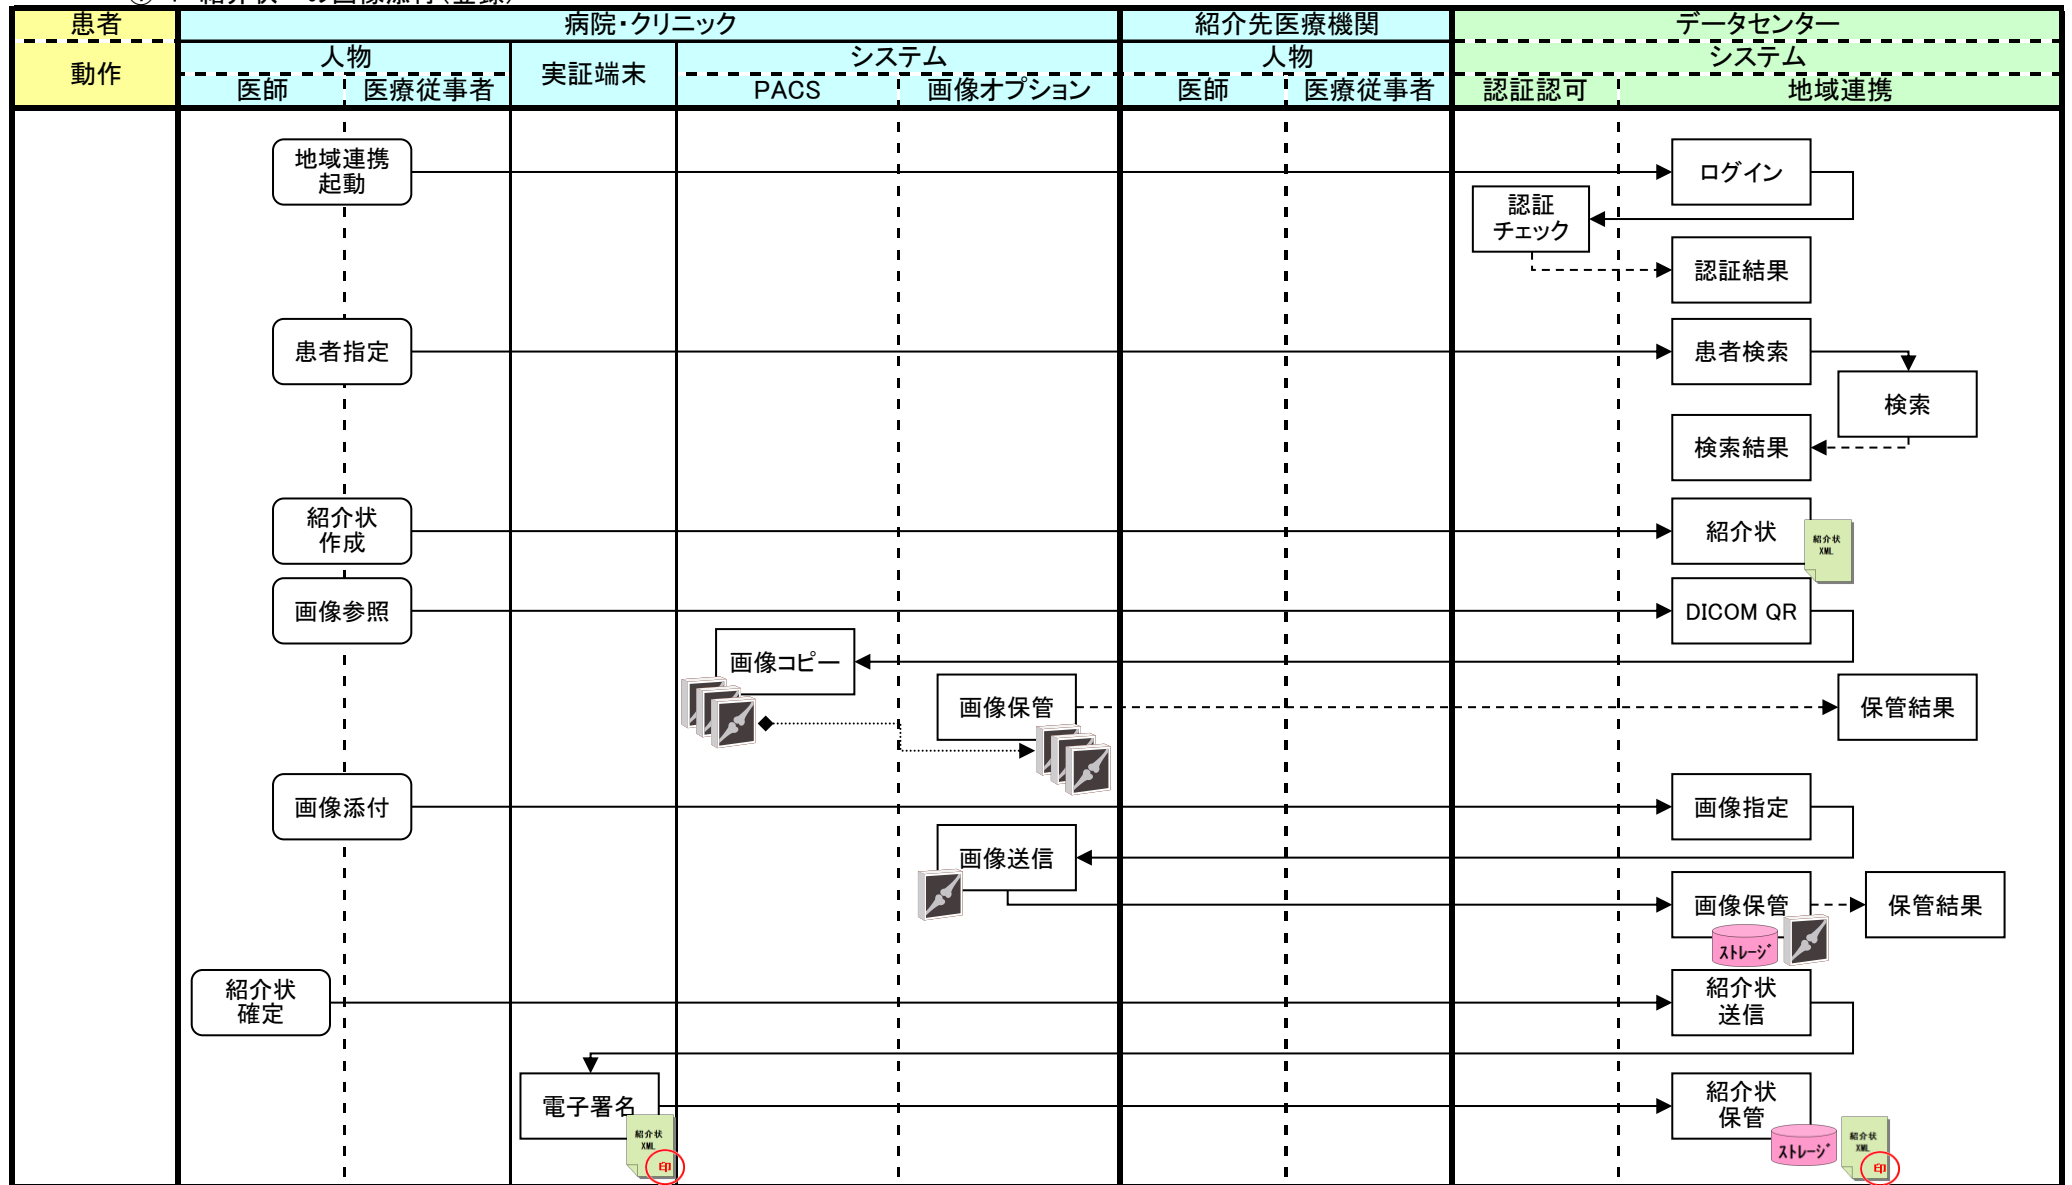 患者
病院・クリニック
紹介先医療機関
データセンター
動作
人物
実証端末
システム
人物
システム
医師
医療従事者
PACS
画像オプション
医師
医療従事者
認証認可
地域連携
地域連携
起動
ログイン
認証
チェック
認証結果
患者指定
患者検索
検索
検索結果
紹介状
作成
紹介状
紹介状
XML
画像参照
DICOM QR
画像コピー
画像保管
保管結果
画像添付
画像指定
画像送信
画像保管
保管結果
ｽﾄﾚｰｼﾞ
紹介状
確定
紹介状
送信
電子署名
紹介状
XML
印
紹介状
保管
ｽﾄﾚｰｼﾞ
紹介状
XML
印